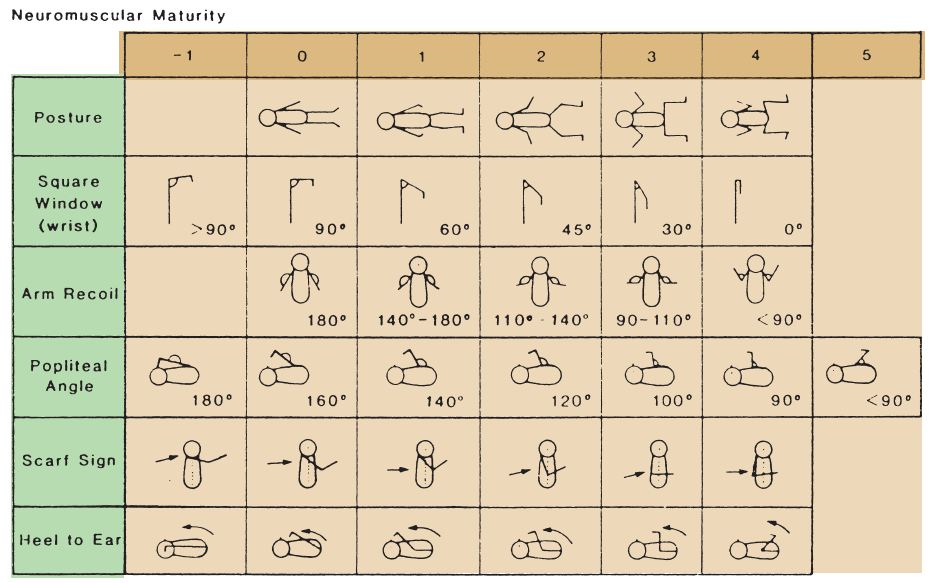 Neuromuscular Maturity
-1 0 1 2 3 4 5
Posture
Square
Window
(wrist)
>90° 90° 60° 45° 30° 0°
Arm Recoil
180° 140°-180° 110°-140° 90-110° <90°
Popliteal
Angle
180° 160° 140° 120° 100° 90° <90°
Scarf Sign
Heel to Ear